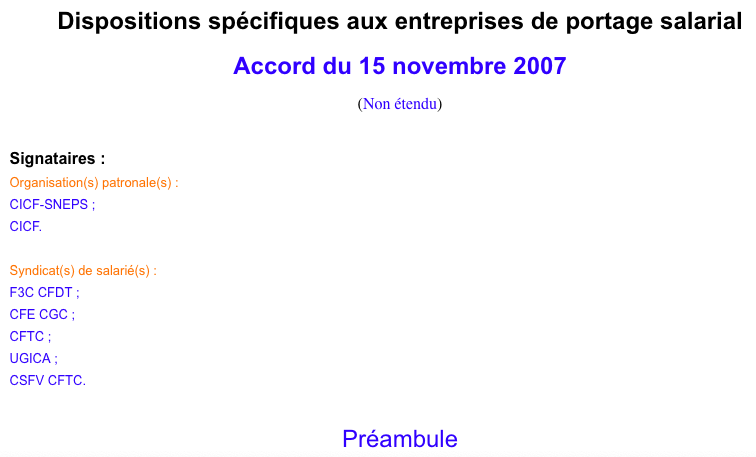 Dispositions spécifiques aux entreprises de portage salarial
Accord du 15 novembre 2007
(Non étendu)
Signataires :
Organisation(s) patronale(s) :
CICF-SNEPS ;
CICF.
Syndicat(s) de salarié(s) :
F3C CFDT ;
CFE CGC ;
CFTC ;
UGICA ;
CSFV CFTC.
Préambule